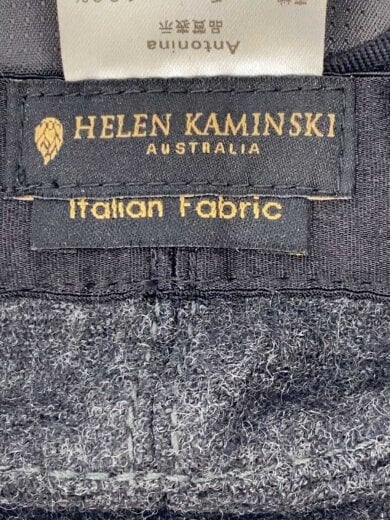 Antonina
品質表示
HELEN KAMINSKI
AUSTRALIA
Italian Fabric